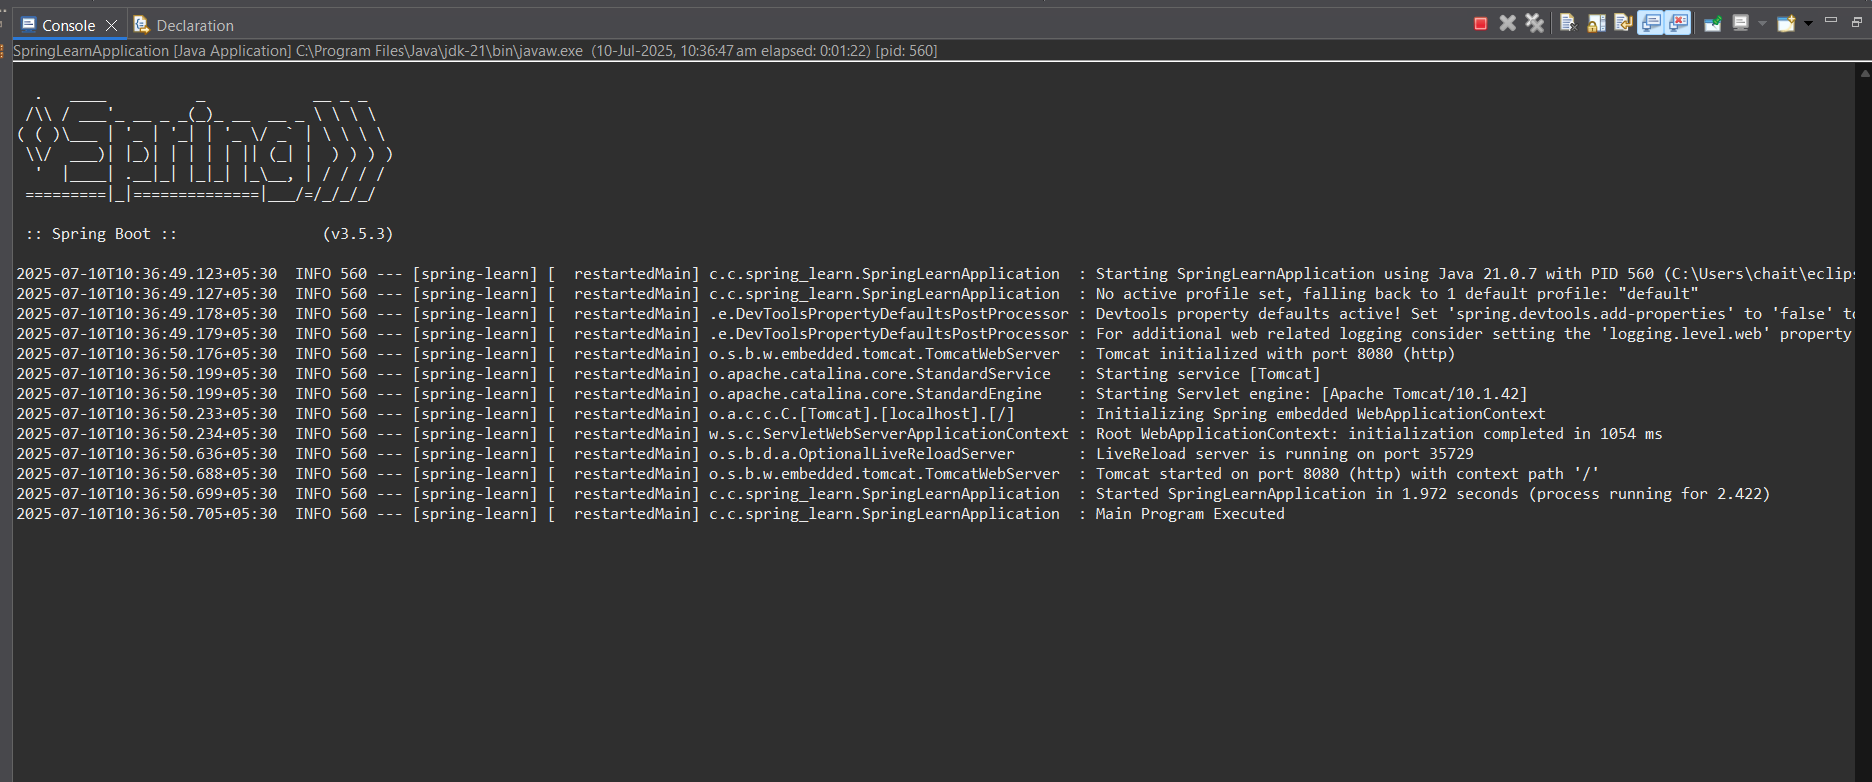 Console Declaration
SpringLearnApplication [Java Application] C:\Program Files\Java\jdk-21\bin\javaw.exe (10-Jul-2025, 10:36:47 am elapsed: 0:01:22) [pid: 560]
  .   ____          _            __ _ _
 /\\ / ___'_ __ _ _(_)_ __  __ _ \ \ \ \
( ( )\___ | '_ | '_| | '_ \/ _` | \ \ \ \
 \\/  ___)| |_)| | | | | || (_| |  ) ) ) )
  '  |____| .__|_| |_|_| |_\__, | / / / /
 =========|_|==============|___/=/_/_/_/
 :: Spring Boot ::                (v3.5.3)
2025-07-10T10:36:49.123+05:30  INFO 560 --- [spring-learn] [  restartedMain] c.c.spring_learn.SpringLearnApplication  : Starting SpringLearnApplication using Java 21.0.7 with PID 560 (C:\Users\chait\eclips
2025-07-10T10:36:49.127+05:30  INFO 560 --- [spring-learn] [  restartedMain] c.c.spring_learn.SpringLearnApplication  : No active profile set, falling back to 1 default profile: "default"
2025-07-10T10:36:49.178+05:30  INFO 560 --- [spring-learn] [  restartedMain] .e.DevToolsPropertyDefaultsPostProcessor : Devtools property defaults active! Set 'spring.devtools.add-properties' to 'false' to
2025-07-10T10:36:49.179+05:30  INFO 560 --- [spring-learn] [  restartedMain] .e.DevToolsPropertyDefaultsPostProcessor : For additional web related logging consider setting the 'logging.level.web' property
2025-07-10T10:36:50.176+05:30  INFO 560 --- [spring-learn] [  restartedMain] o.s.b.w.embedded.tomcat.TomcatWebServer  : Tomcat initialized with port 8080 (http)
2025-07-10T10:36:50.199+05:30  INFO 560 --- [spring-learn] [  restartedMain] o.apache.catalina.core.StandardService   : Starting service [Tomcat]
2025-07-10T10:36:50.199+05:30  INFO 560 --- [spring-learn] [  restartedMain] o.apache.catalina.core.StandardEngine    : Starting Servlet engine: [Apache Tomcat/10.1.42]
2025-07-10T10:36:50.233+05:30  INFO 560 --- [spring-learn] [  restartedMain] o.a.c.c.C.[Tomcat].[localhost].[/]       : Initializing Spring embedded WebApplicationContext
2025-07-10T10:36:50.234+05:30  INFO 560 --- [spring-learn] [  restartedMain] w.s.c.ServletWebServerApplicationContext : Root WebApplicationContext: initialization completed in 1054 ms
2025-07-10T10:36:50.636+05:30  INFO 560 --- [spring-learn] [  restartedMain] o.s.b.d.a.OptionalLiveReloadServer       : LiveReload server is running on port 35729
2025-07-10T10:36:50.688+05:30  INFO 560 --- [spring-learn] [  restartedMain] o.s.b.w.embedded.tomcat.TomcatWebServer  : Tomcat started on port 8080 (http) with context path '/'
2025-07-10T10:36:50.699+05:30  INFO 560 --- [spring-learn] [  restartedMain] c.c.spring_learn.SpringLearnApplication  : Started SpringLearnApplication in 1.972 seconds (process running for 2.422)
2025-07-10T10:36:50.705+05:30  INFO 560 --- [spring-learn] [  restartedMain] c.c.spring_learn.SpringLearnApplication  : Main Program Executed